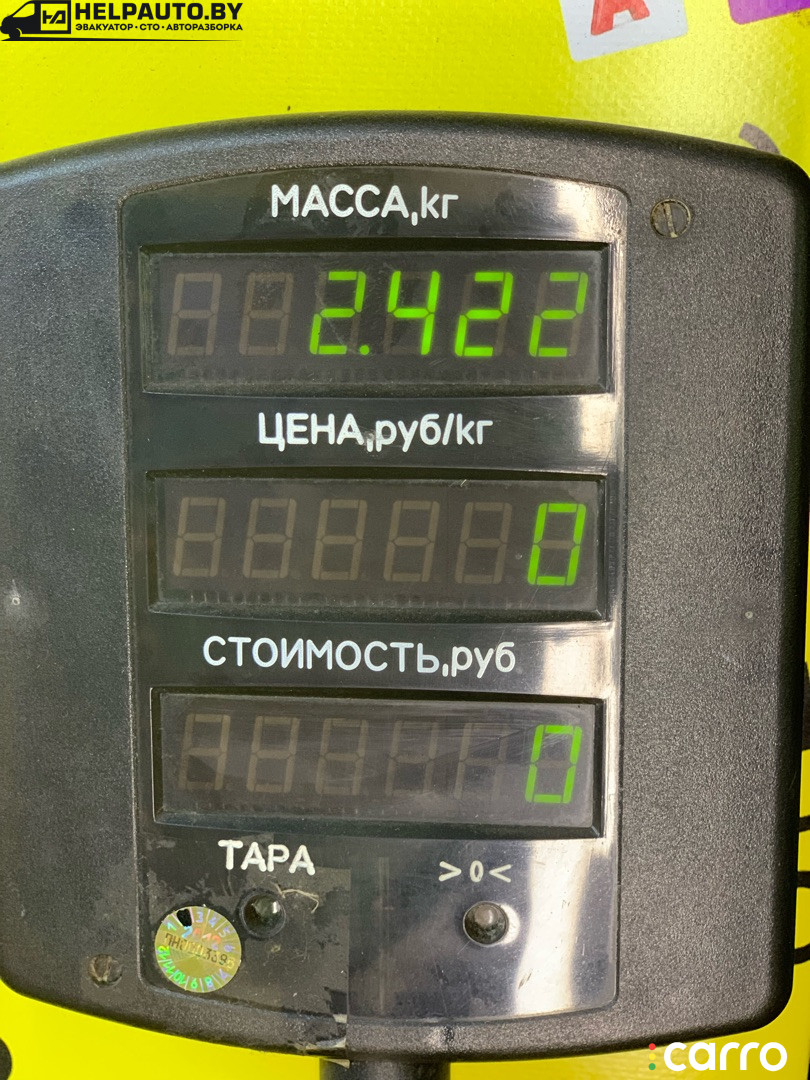 HELPAUTO.BY
ЭВАКУАТОР·СТО·АВТОРАЗБОРКА
А
МАССА,кг
2.422
ЦЕНА,руб/кг
0
СТОИМОСТЬ,руб
0
ТАРА
>0<
carro